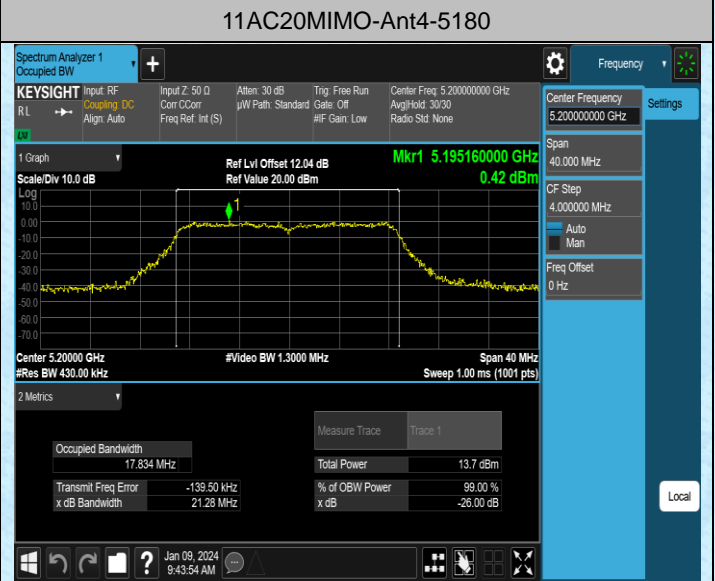 11AC20MIMO-Ant4-5180
Spectrum Analyzer 1
Occupied BW
+
Frequency
KEYSIGHT
RL
Input: RF
Coupling: DC
Align: Auto
Input Z: 50 Ω
Corr CCorr
Freq Ref: Int (S)
Atten: 30 dB
µW Path: Standard
Trig: Free Run
Gate: Off
#IF Gain: Low
Center Freq: 5.200000000 GHz
Avg|Hold: 30/30
Radio Std: None
LXI
Center Frequency
5.200000000 GHz
Settings
Span
40.000 MHz
CF Step
4.000000 MHz
Auto
Man
Freq Offset
0 Hz
Local
1 Graph
Ref Lvl Offset 12.04 dB
Mkr1 5.195160000 GHz
Scale/Div 10.0 dB
Ref Value 20.00 dBm
0.42 dBm
Log
10.0
0.00
-10.0
-20.0
-30.0
-40.0
-50.0
-60.0
-70.0
1
Center 5.20000 GHz
#Video BW 1.3000 MHz
Span 40 MHz
#Res BW 430.00 kHz
Sweep 1.00 ms (1001 pts)
2 Metrics
Measure Trace
Trace 1
Occupied Bandwidth
17.834 MHz
Total Power
13.7 dBm
Transmit Freq Error
-139.50 kHz
% of OBW Power
99.00 %
x dB Bandwidth
21.28 MHz
x dB
-26.00 dB
?
Jan 09, 2024
9:43:54 AM